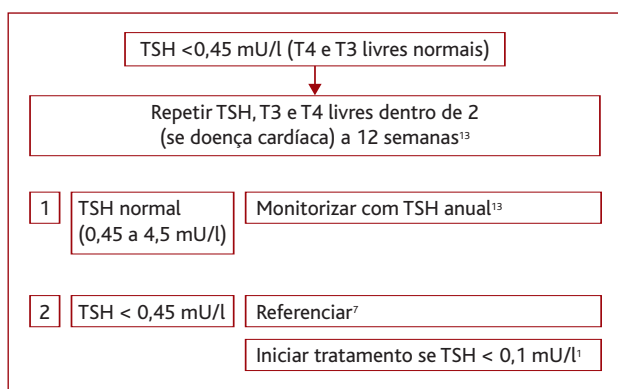 TSH <0,45 mU/l (T4 e T3 livres normais)
Repetir TSH, T3 e T4 livres dentro de 2
(se doença cardíaca) a 12 semanas¹³
1 TSH normal Monitorizar com TSH anual¹³
(0,45 a 4,5 mU/l)
2 TSH < 0,45 mU/l Referenciar⁷
Iniciar tratamento se TSH < 0,1 mU/l¹